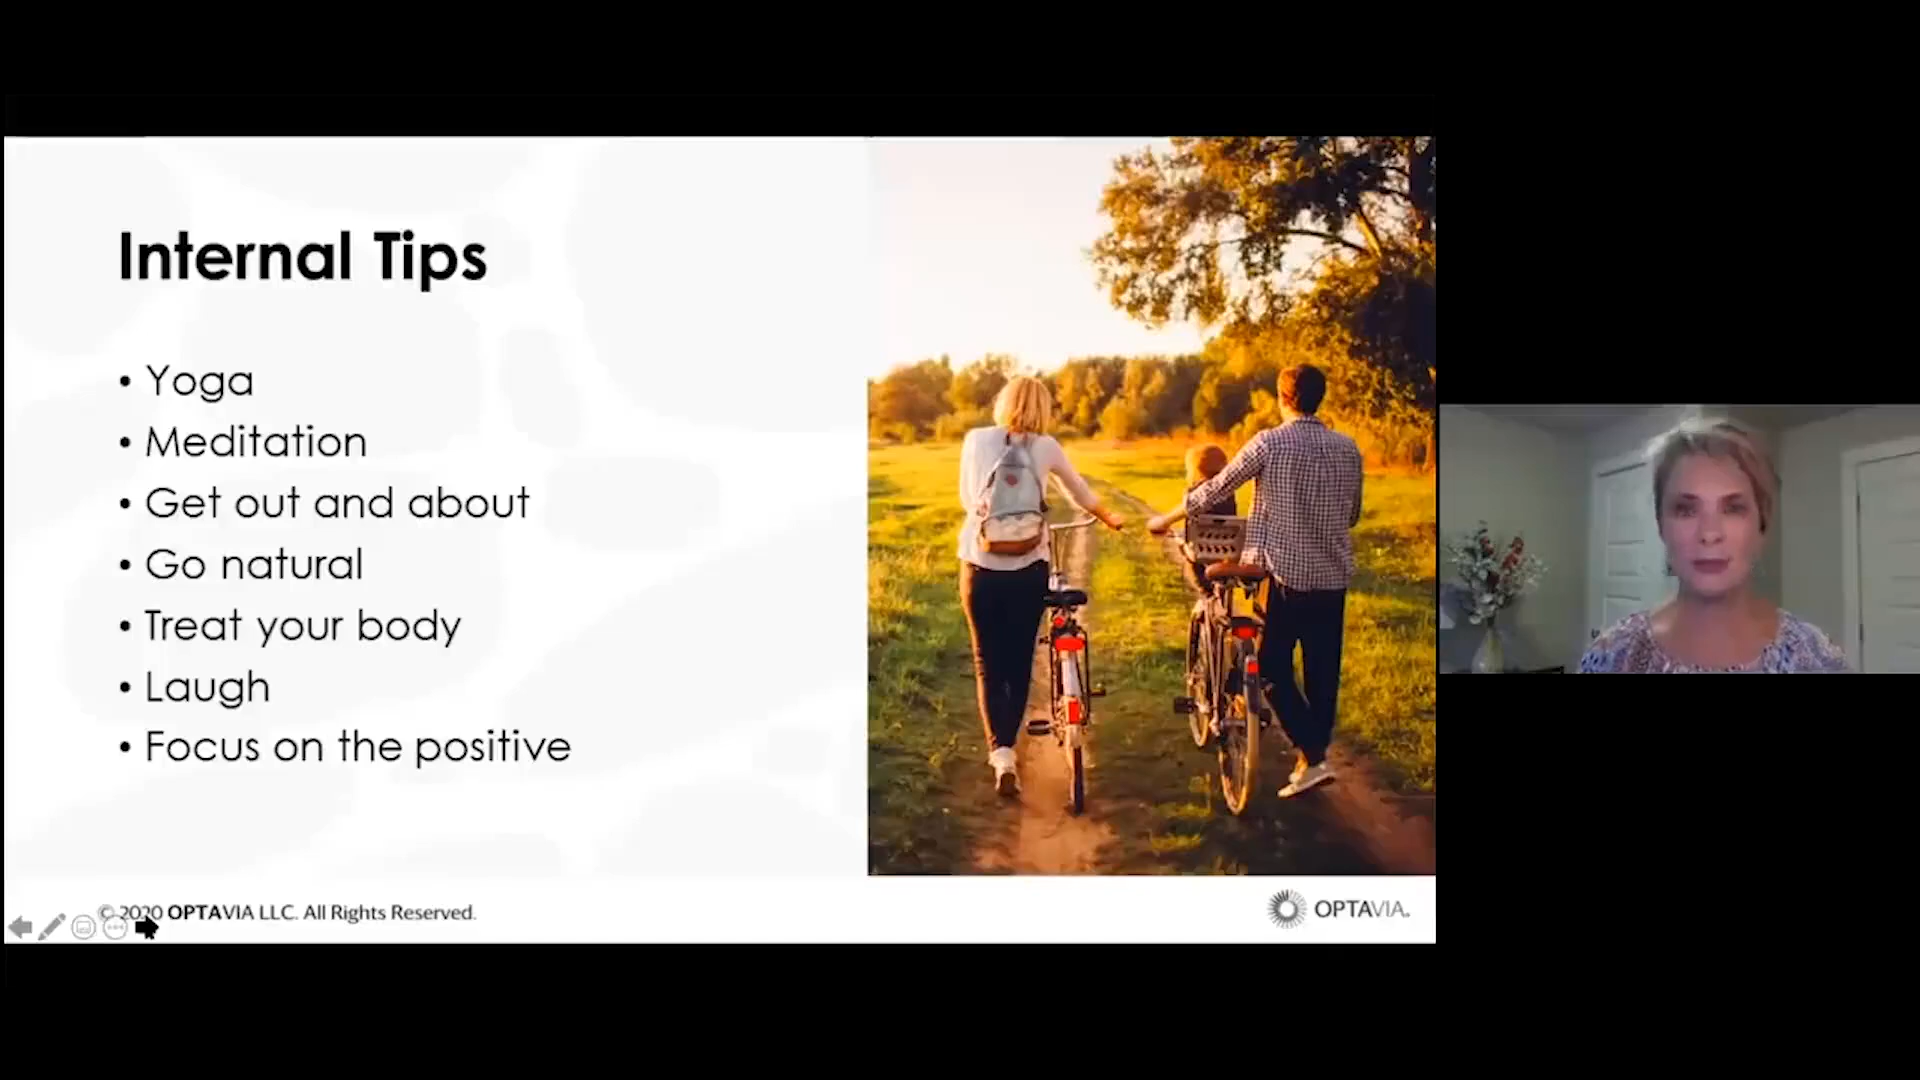 Internal Tips
• Yoga
• Meditation
• Get out and about
• Go natural
• Treat your body
• Laugh
• Focus on the positive
© 2020 OPTAVIA LLC. All Rights Reserved.
OPTAVIA.